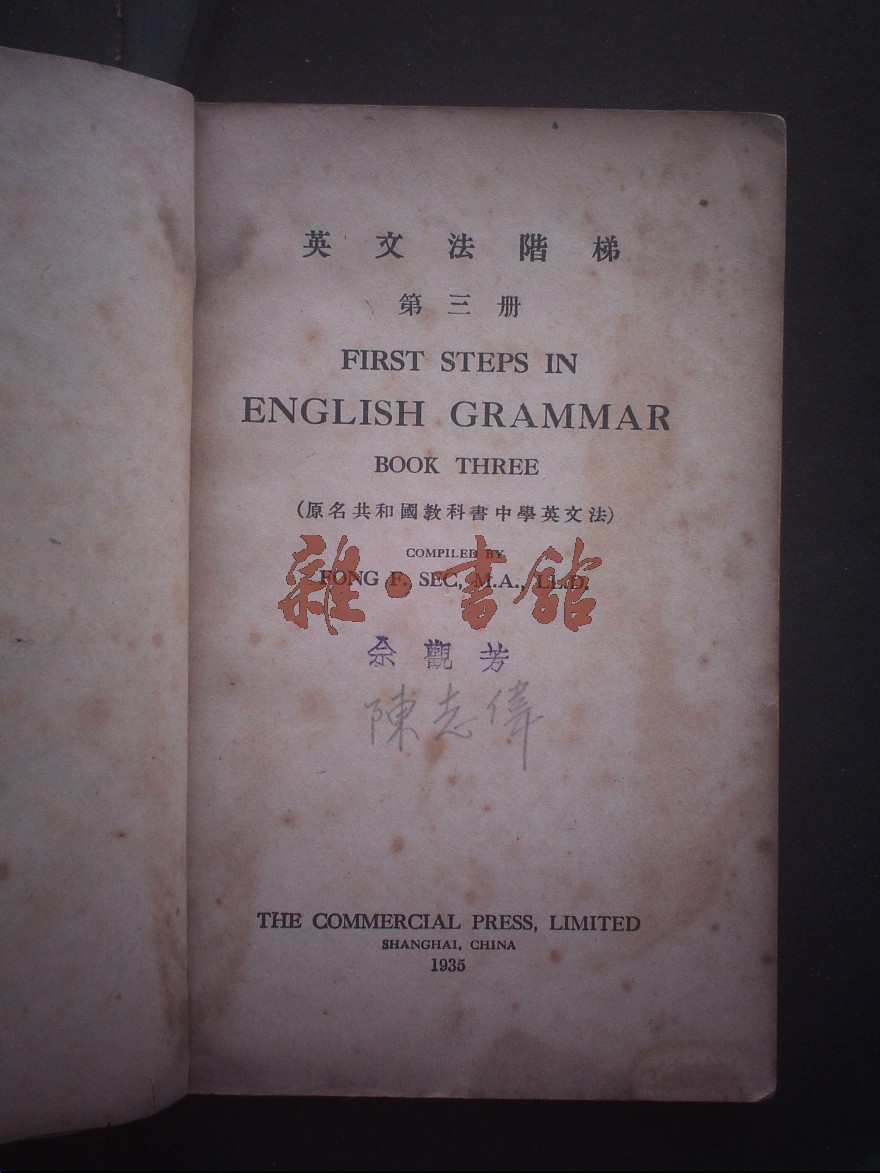 英文法階梯
第三册
FIRST STEPS IN
ENGLISH GRAMMAR
BOOK THREE
(原名共和國教科書中學英文法)
COMPILED BY
FONG F. SEC, M.A., LL.D.
雜·書館
佘觀芳
陳志偉
THE COMMERCIAL PRESS, LIMITED
SHANGHAI, CHINA
1935